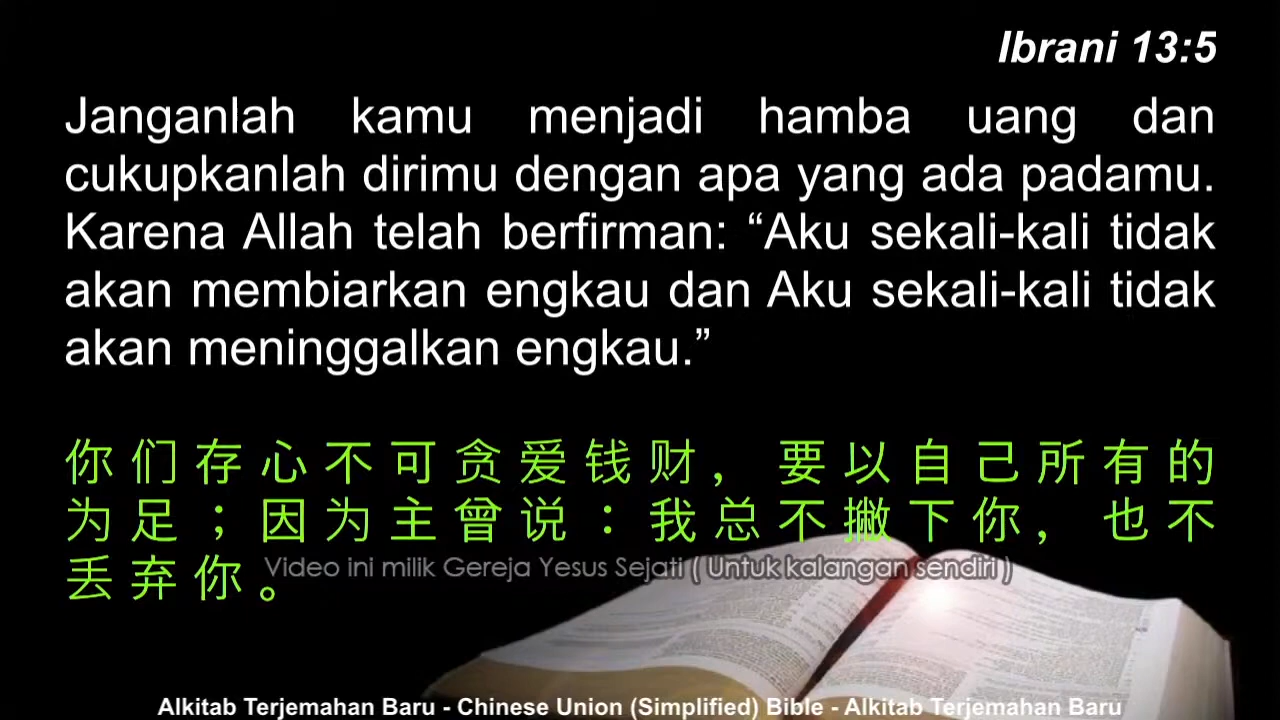 Ibrani 13:5
Janganlah kamu menjadi hamba uang dan
cukupkanlah dirimu dengan apa yang ada padamu.
Karena Allah telah berfirman: “Aku sekali-kali tidak
akan membiarkan engkau dan Aku sekali-kali tidak
akan meninggalkan engkau.”
你们存心不可贪爱钱财，要以自己所有的
为足；因为主曾说：我总不撇下你，也不
丢弃你。
Video ini milik Gereja Yesus Sejati ( Untuk kalangan sendiri )
Alkitab Terjemahan Baru - Chinese Union (Simplified) Bible - Alkitab Terjemahan Baru